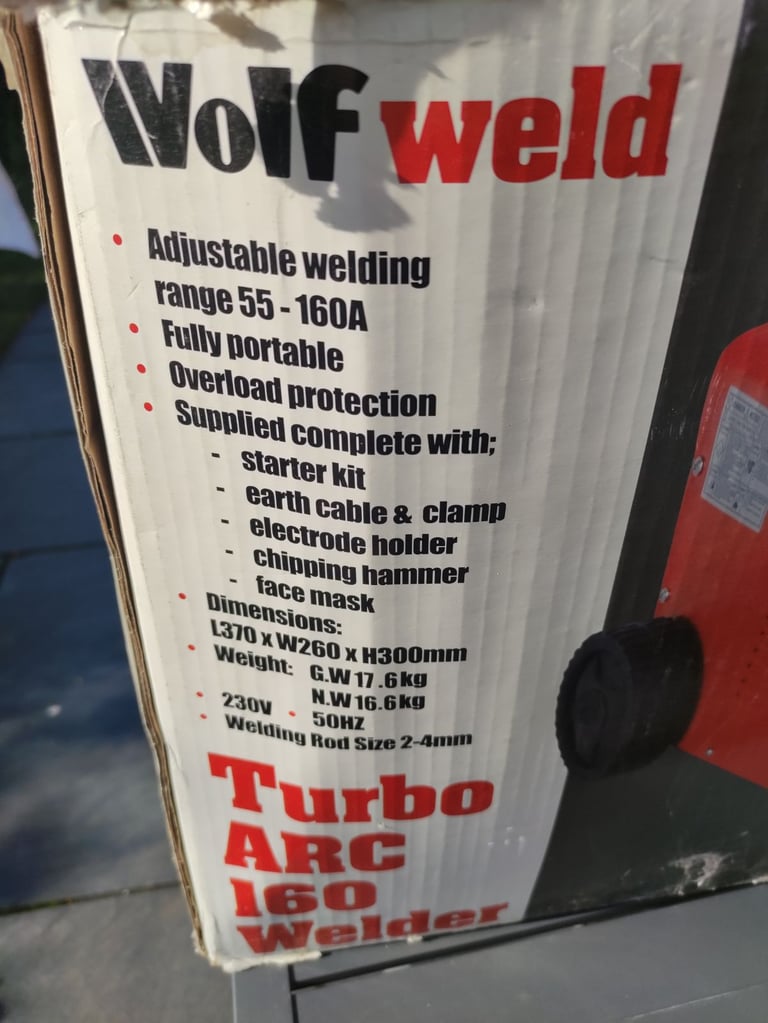 Wolf weld
• Adjustable welding
range 55 - 160A
• Fully portable
• Overload protection
• Supplied complete with;
- starter kit
- earth cable & clamp
- electrode holder
- chipping hammer
- face mask
• Dimensions:
L370 x W260 x H300mm
• Weight: G.W 17.6kg
N.W 16.6kg
• 230V • 50HZ
• Welding Rod Size 2-4mm
Turbo
ARC
160
Welder